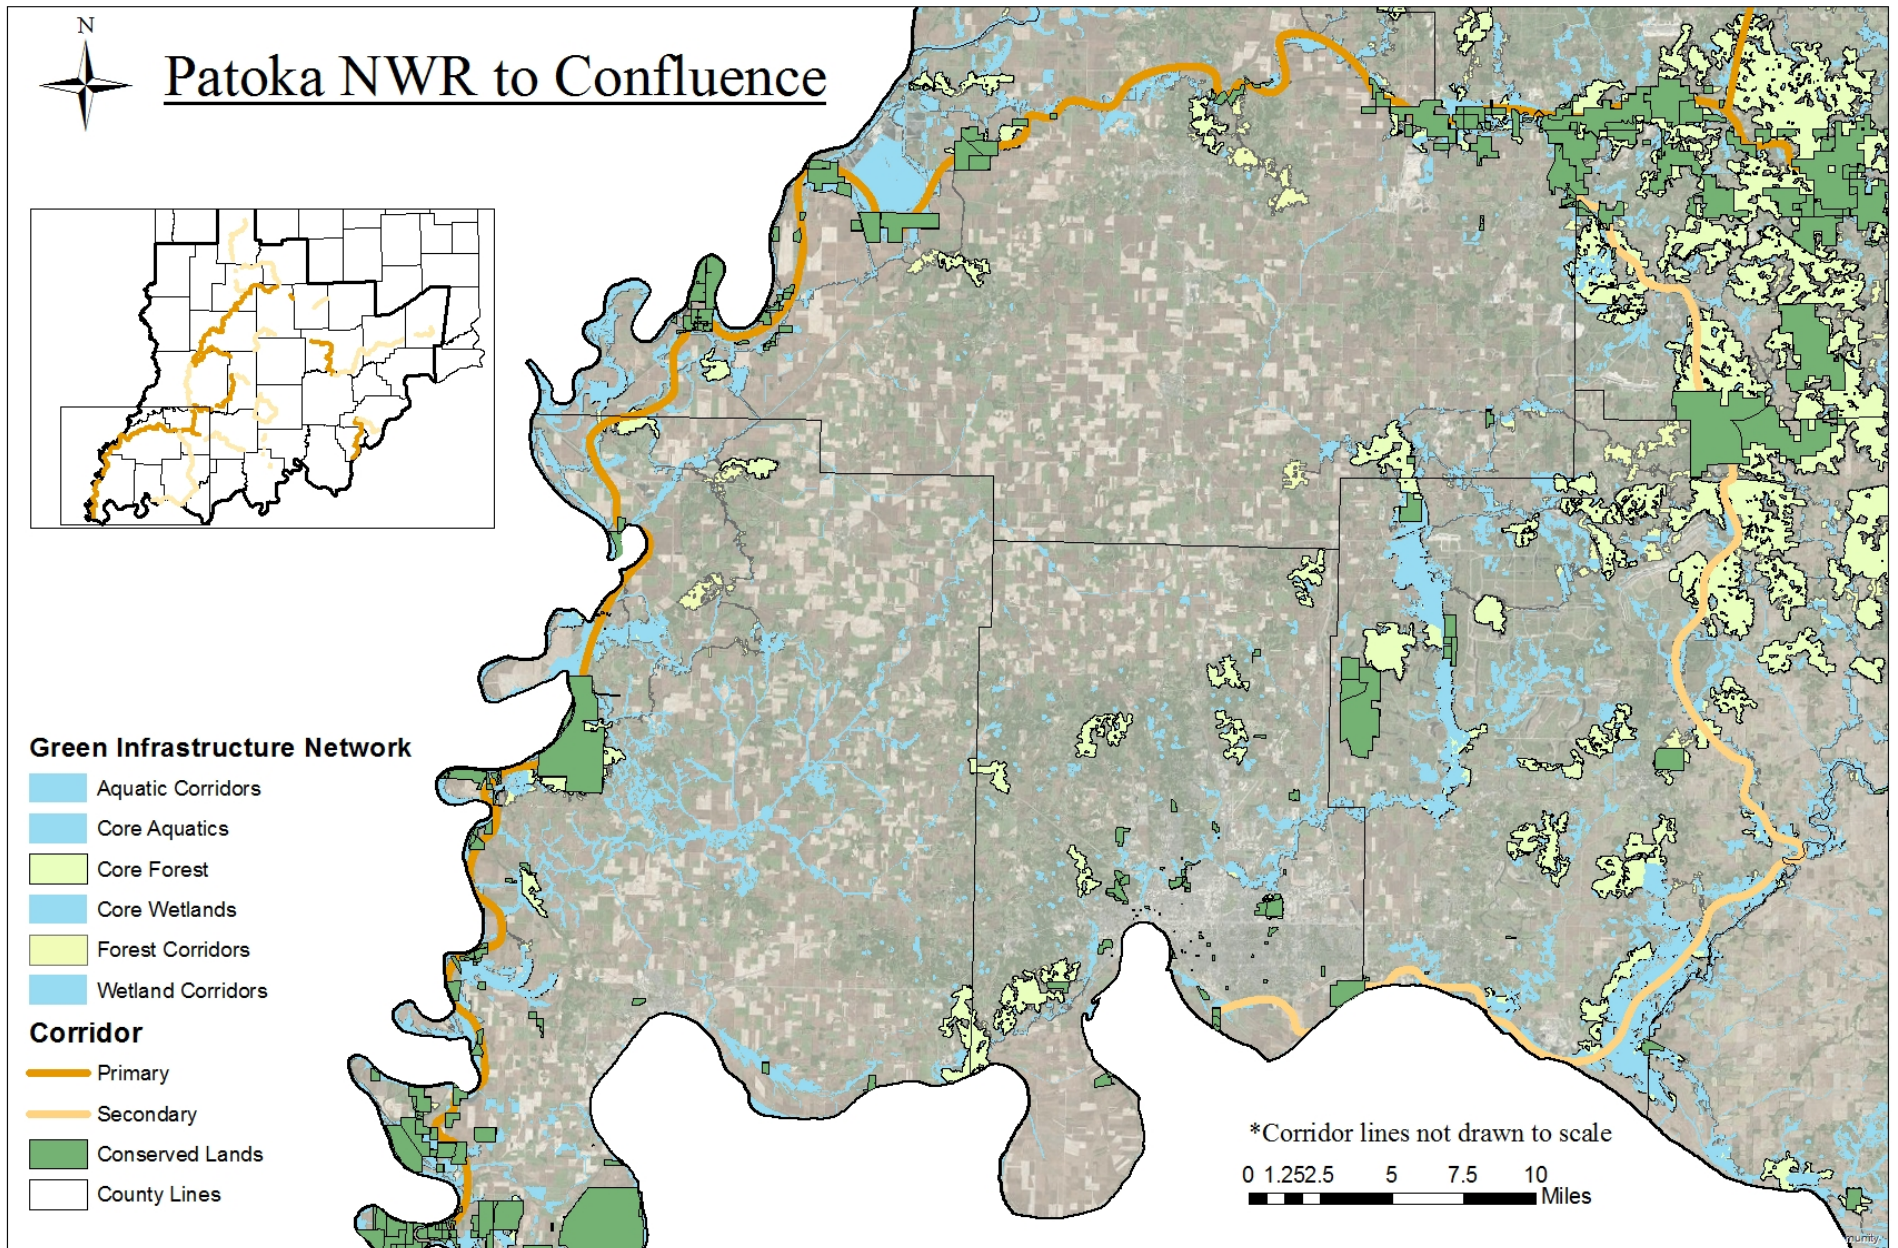 N
Patoka NWR to Confluence
Green Infrastructure Network
Aquatic Corridors
Core Aquatics
Core Forest
Core Wetlands
Forest Corridors
Wetland Corridors
Corridor
Primary
Secondary
Conserved Lands
County Lines
*Corridor lines not drawn to scale
0 1.252.5 5 7.5 10
Miles